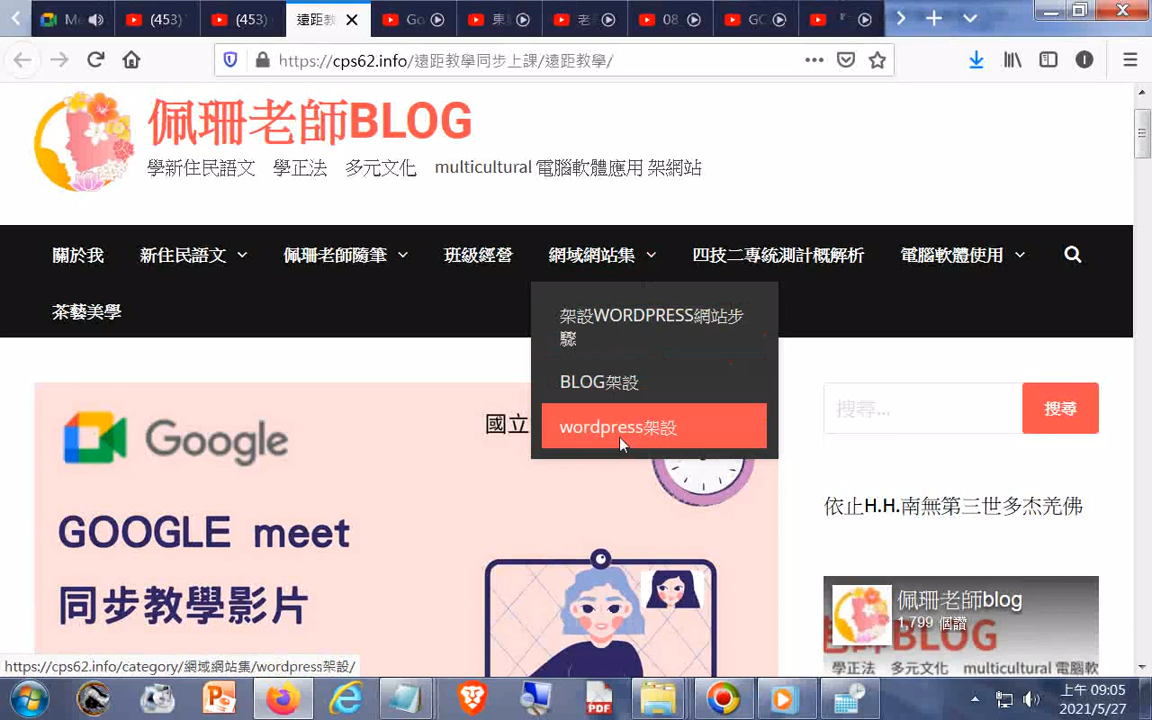 Me
(453)
(453)
遠距教
Go
東
老
08
GC
https://cps62.info/遠距教學同步上課/遠距教學/
佩珊老師BLOG
學新住民語文 學正法 多元文化 multicultural 電腦軟體應用 架網站
關於我 新住民語文 佩珊老師隨筆 班級經營 網域網站集 四技二專統測計概解析 電腦軟體使用
茶藝美學
架設WORDPRESS網站步
驟
BLOG架設
wordpress架設
Google
國立
GOOGLE meet
同步教學影片
搜尋...
搜尋
依止H.H.南無第三世多杰羌佛
佩珊老師blog
1,799 個讚
BLOG
學正法 多元文化 multicultural 電腦軟
https://cps62.info/category/網域網站集/wordpress架設/
PDF
上午 09:05
2021/5/27